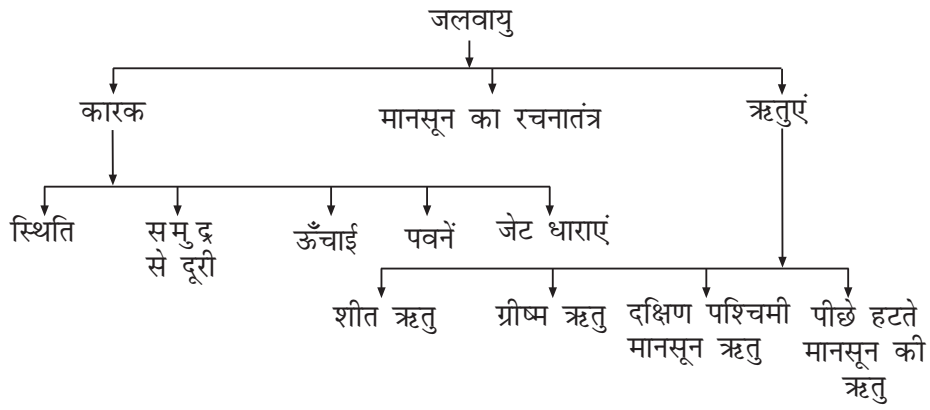 जलवायु
कारक
मानसून का रचनातंत्र
ऋतुएं
स्थिति
समुद्र
से दूरी
ऊँचाई
पवनें
जेट धाराएं
शीत ऋतु
ग्रीष्म ऋतु
दक्षिण पश्चिमी
मानसून ऋतु
पीछे हटते
मानसून की
ऋतु